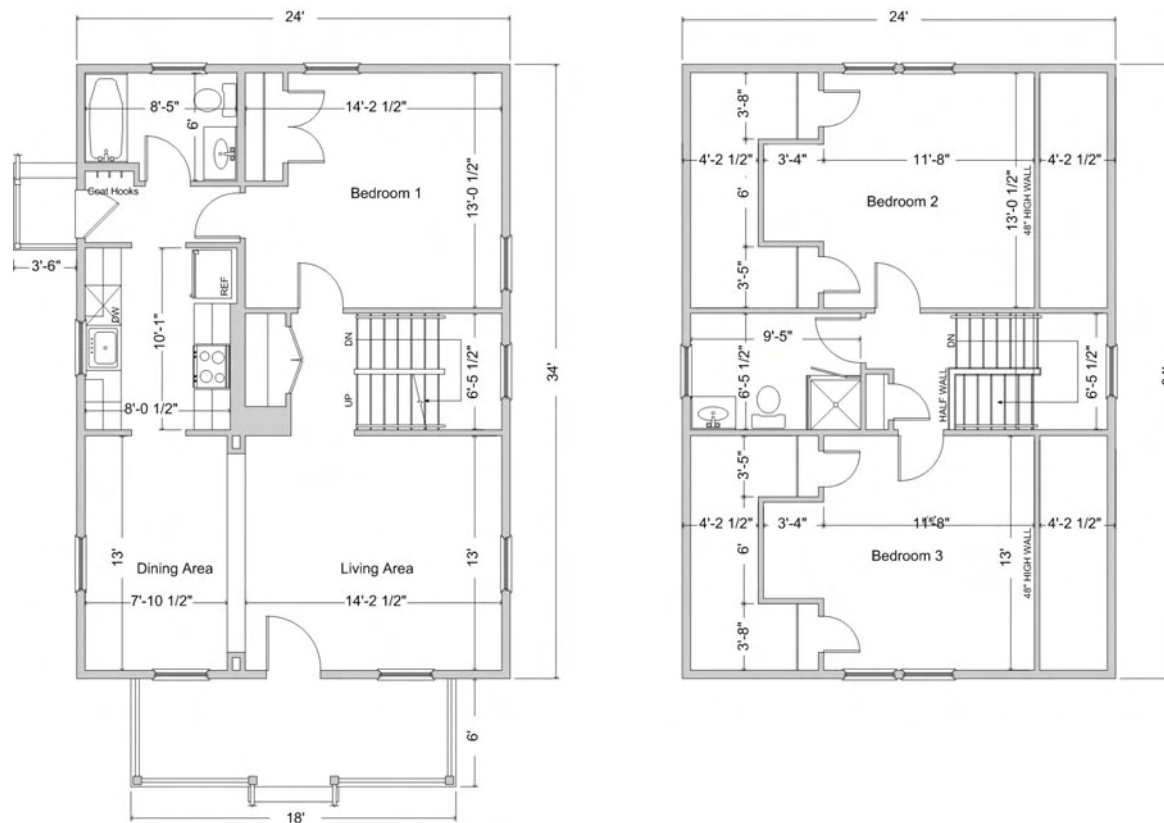 24'
8'-5"
6'
14'-2 1/2"
Coat Hooks
Bedroom 1
13'-0 1/2"
3'-6"
REF
DW
10'-1"
DN
UP
6'-5 1/2"
34'
8'-0 1/2"
13'
Dining Area
7'-10 1/2"
Living Area
14'-2 1/2"
13'
6'
18'
24'
3'-8"
4'-2 1/2"
3'-4"
11'-8"
4'-2 1/2"
6'
Bedroom 2
13'-0 1/2"
48" HIGH WALL
3'-5"
9'-5"
6'-5 1/2"
DN
HALF WALL
6'-5 1/2"
3'-5"
4'-2 1/2"
3'-4"
11'-8"
4'-2 1/2"
6'
Bedroom 3
13'
48" HIGH WALL
3'-8"